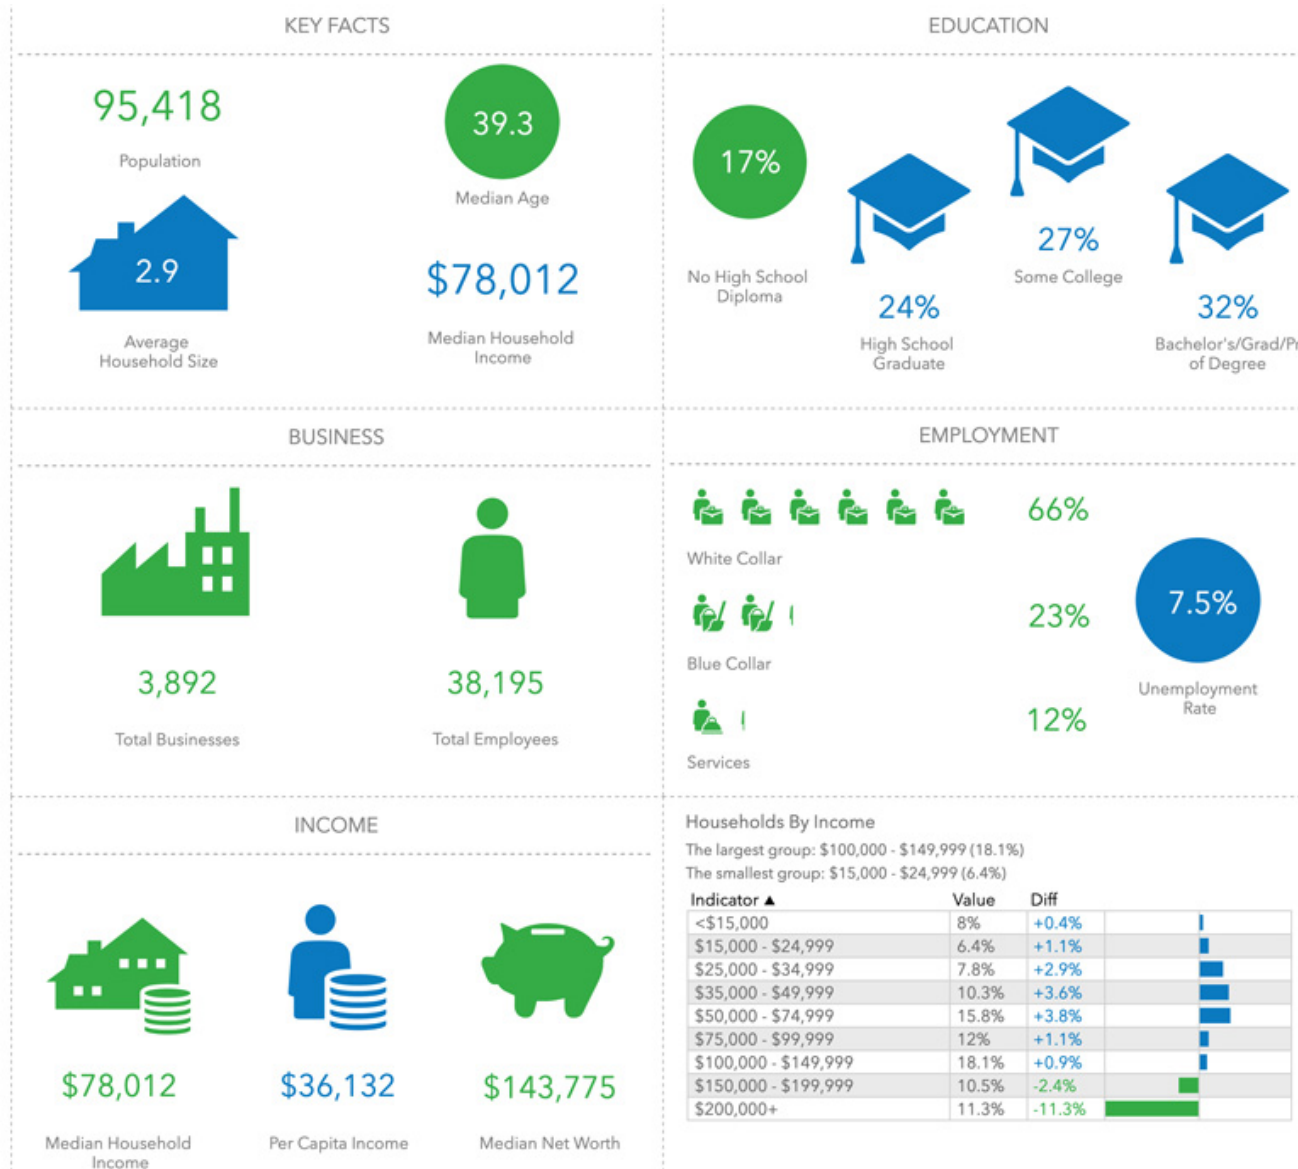 KEY FACTS
95,418
Population
39.3
Median Age
2.9
Average
Household Size
$78,012
Median Household
Income
EDUCATION
17%
No High School
Diploma
24%
High School
Graduate
27%
Some College
32%
Bachelor's/Grad/Pr
of Degree
BUSINESS
3,892
Total Businesses
38,195
Total Employees
EMPLOYMENT
66%
White Collar
23%
Blue Collar
12%
Services
7.5%
Unemployment
Rate
INCOME
$78,012
Median Household
Income
$36,132
Per Capita Income
$143,775
Median Net Worth
Households By Income
The largest group: $100,000 - $149,999 (18.1%)
The smallest group: $15,000 - $24,999 (6.4%)
Indicator ▲ Value Diff
<$15,000 8% +0.4%
$15,000 - $24,999 6.4% +1.1%
$25,000 - $34,999 7.8% +2.9%
$35,000 - $49,999 10.3% +3.6%
$50,000 - $74,999 15.8% +3.8%
$75,000 - $99,999 12% +1.1%
$100,000 - $149,999 18.1% +0.9%
$150,000 - $199,999 10.5% -2.4%
$200,000+ 11.3% -11.3%